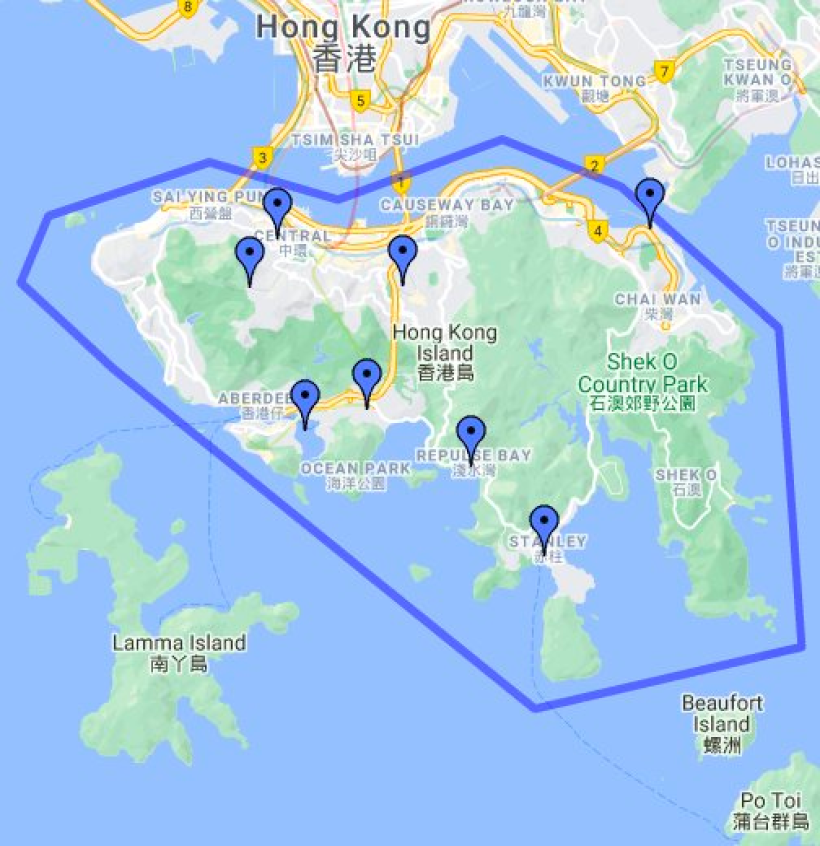 8
Hong Kong
香港
九龍灣
KWUN TONG
觀塘
7
TSEUNG
KWAN O
將軍澳
5
TSIM SHA TSUI
尖沙咀
3
2
1
LOHAS
日出
SAI YING PUN
西營盤
CENTRAL
中環
CAUSEWAY BAY
銅鑼灣
4
TSEUN
O INDU
EST
將軍澳
CHAI WAN
柴灣
Hong Kong
Island
香港島
Shek O
Country Park
石澳郊野公園
ABERDEE
香港仔
OCEAN PARK
海洋公園
REPULSE BAY
淺水灣
SHEK O
石澳
STANLEY
赤柱
Lamma Island
南丫島
Beaufort
Island
螺洲
Po Toi
蒲台群島